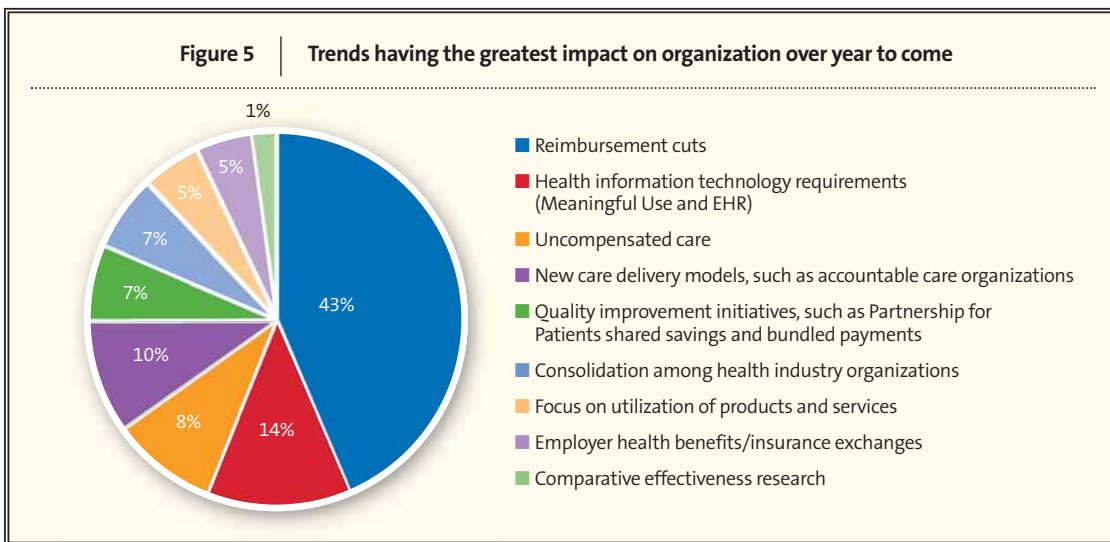 Figure 5 Trends having the greatest impact on organization over year to come
1%
5%
5%
7%
7%
10%
8%
14%
43%
Reimbursement cuts
Health information technology requirements
(Meaningful Use and EHR)
Uncompensated care
New care delivery models, such as accountable care organizations
Quality improvement initiatives, such as Partnership for
Patients shared savings and bundled payments
Consolidation among health industry organizations
Focus on utilization of products and services
Employer health benefits/insurance exchanges
Comparative effectiveness research